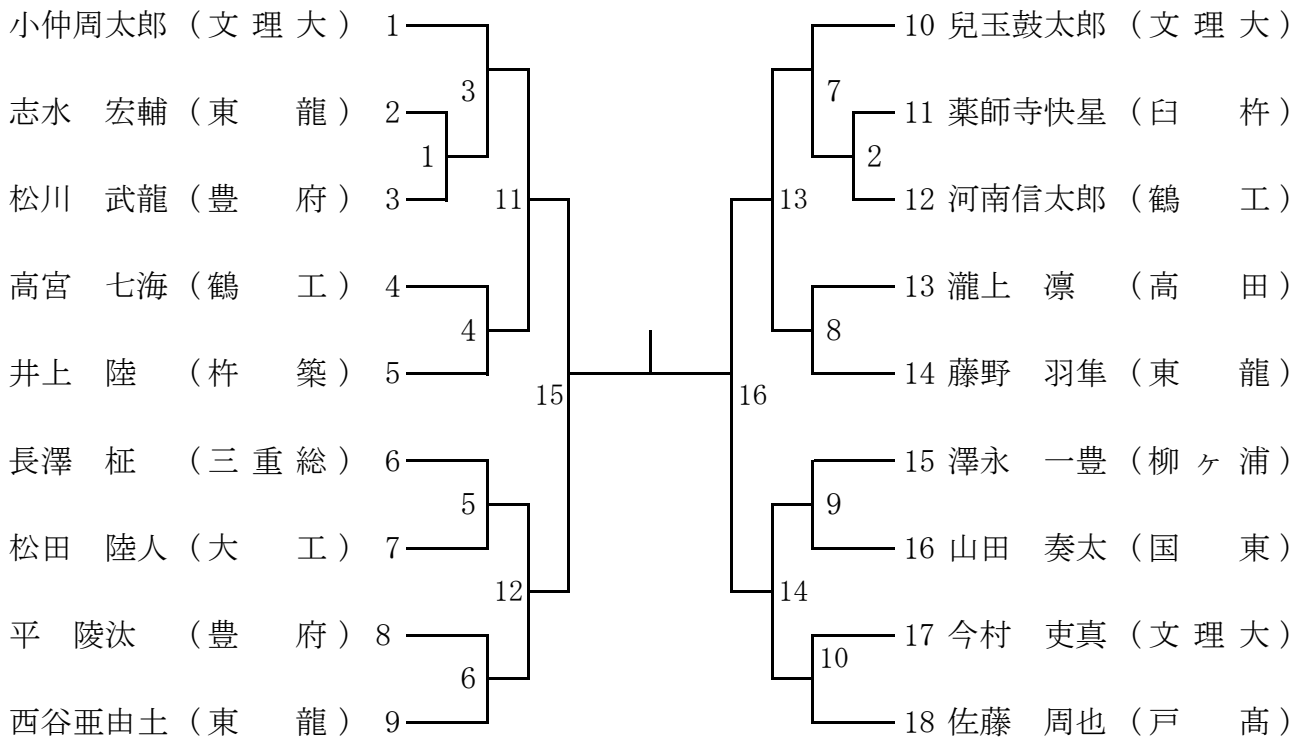 小仲周太郎（文理大） 1
志水　宏輔（東　龍） 2
松川　武龍（豊　府） 3
高宮　七海（鶴　工） 4
井上　陸　（杵　築） 5
長澤　柾　（三重総） 6
松田　陸人（大　工） 7
平　陵汰　（豊　府） 8
西谷亜由土（東　龍） 9
1
3
4
5
6
11
12
15
16
13
14
7
2
8
9
10
10 兒玉鼓太郎（文理大）
11 薬師寺快星（臼　杵）
12 河南信太郎（鶴　工）
13 瀧上　凛　（高　田）
14 藤野　羽隼（東　龍）
15 澤永　一豊（柳ヶ浦）
16 山田　奏太（国　東）
17 今村　吏真（文理大）
18 佐藤　周也（戸　髙）